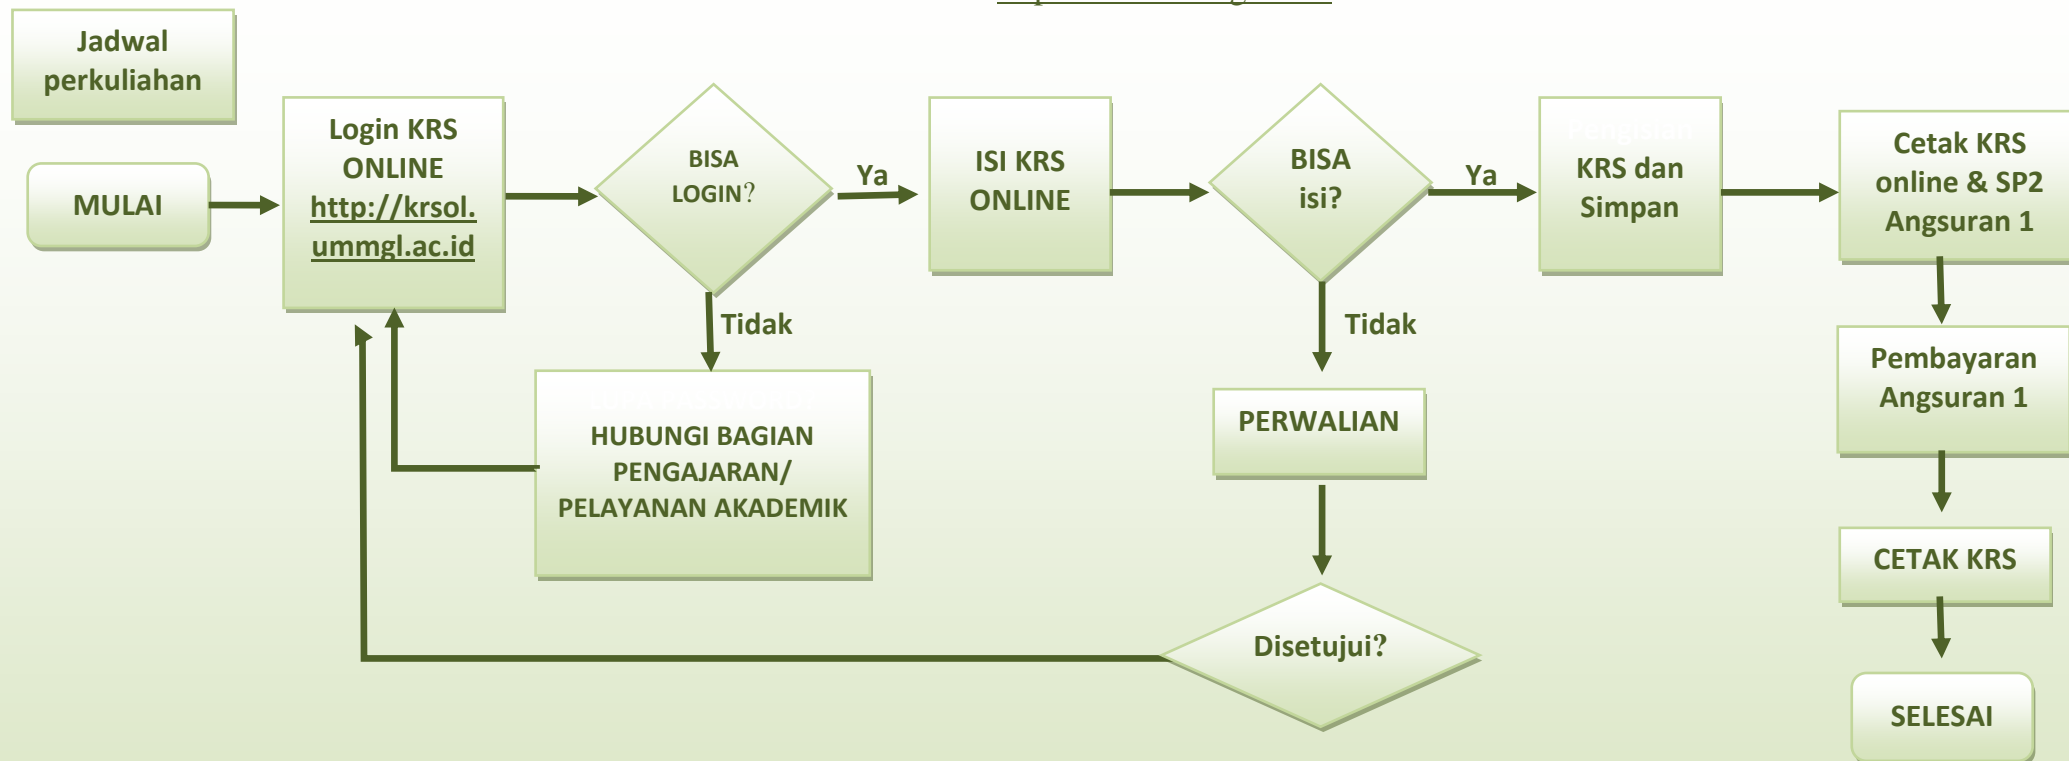 Jadwal
perkuliahan
MULAI
Login KRS
ONLINE
http://krsol.
ummgl.ac.id
BISA
LOGIN?
Ya
Tidak
HUBUNGI BAGIAN
PENGAJARAN/
PELAYANAN AKADEMIK
ISI KRS
ONLINE
BISA
isi?
Ya
Tidak
PERWALIAN
Disetujui?
Pengisian
KRS dan
Simpan
Cetak KRS
online & SP2
Angsuran 1
Pembayaran
Angsuran 1
CETAK KRS
SELESAI